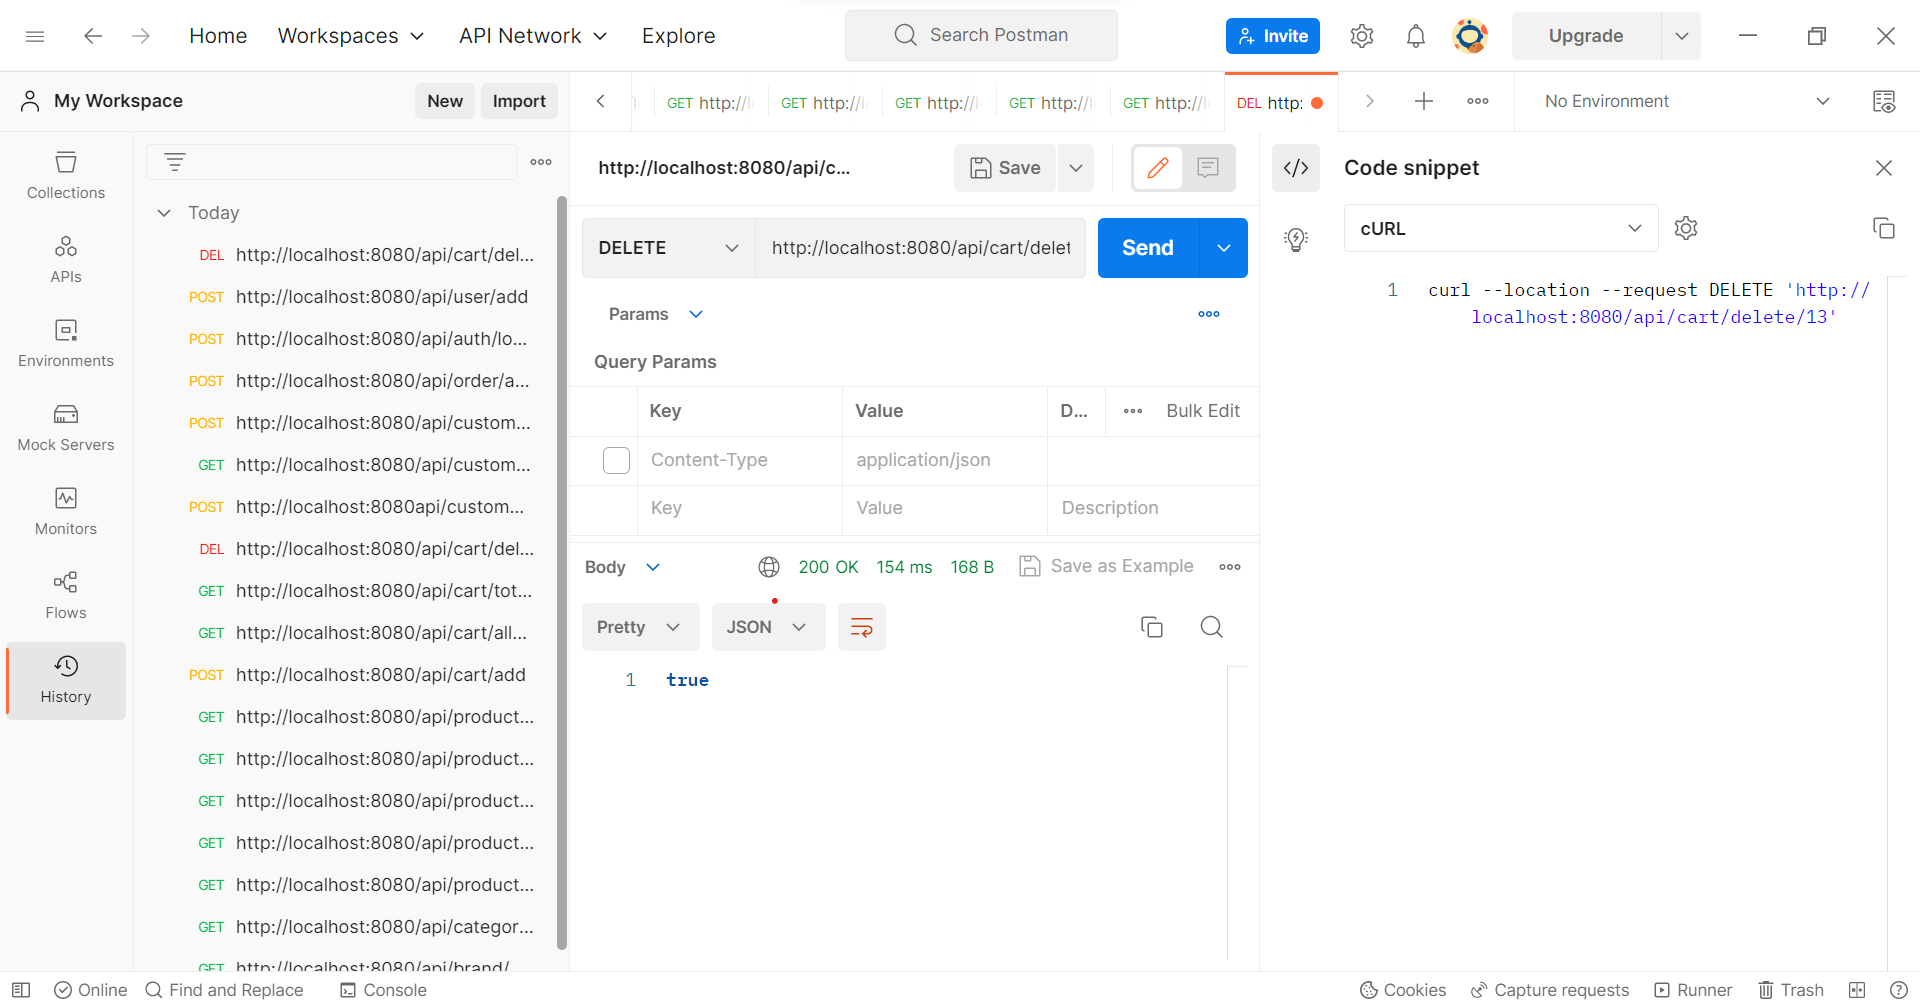 Home Workspaces API Network Explore Search Postman Invite Upgrade
My Workspace New Import
GET http://l GET http://l GET http://l GET http://l GET http://l DEL http: No Environment
Collections
APIs
Environments
Mock Servers
Monitors
Flows
History
Today
DEL http://localhost:8080/api/cart/del...
POST http://localhost:8080/api/user/add
POST http://localhost:8080/api/auth/lo...
POST http://localhost:8080/api/order/a...
POST http://localhost:8080/api/custom...
GET http://localhost:8080/api/custom...
POST http://localhost:8080api/custom...
DEL http://localhost:8080/api/cart/del...
GET http://localhost:8080/api/cart/tot...
GET http://localhost:8080/api/cart/all...
POST http://localhost:8080/api/cart/add
GET http://localhost:8080/api/product...
GET http://localhost:8080/api/product...
GET http://localhost:8080/api/product...
GET http://localhost:8080/api/product...
GET http://localhost:8080/api/product...
GET http://localhost:8080/api/categor...
GET http://localhost:8080/api/brand/
http://localhost:8080/api/c... Save
DELETE http://localhost:8080/api/cart/delet Send
Params
Query Params
Key Value D... Bulk Edit
Content-Type application/json
Key Value Description
Body 200 OK 154 ms 168 B Save as Example
Pretty JSON
1 true
Code snippet
cURL
1 curl --location --request DELETE 'http://
localhost:8080/api/cart/delete/13'
Online Find and Replace Console Cookies Capture requests Runner Trash